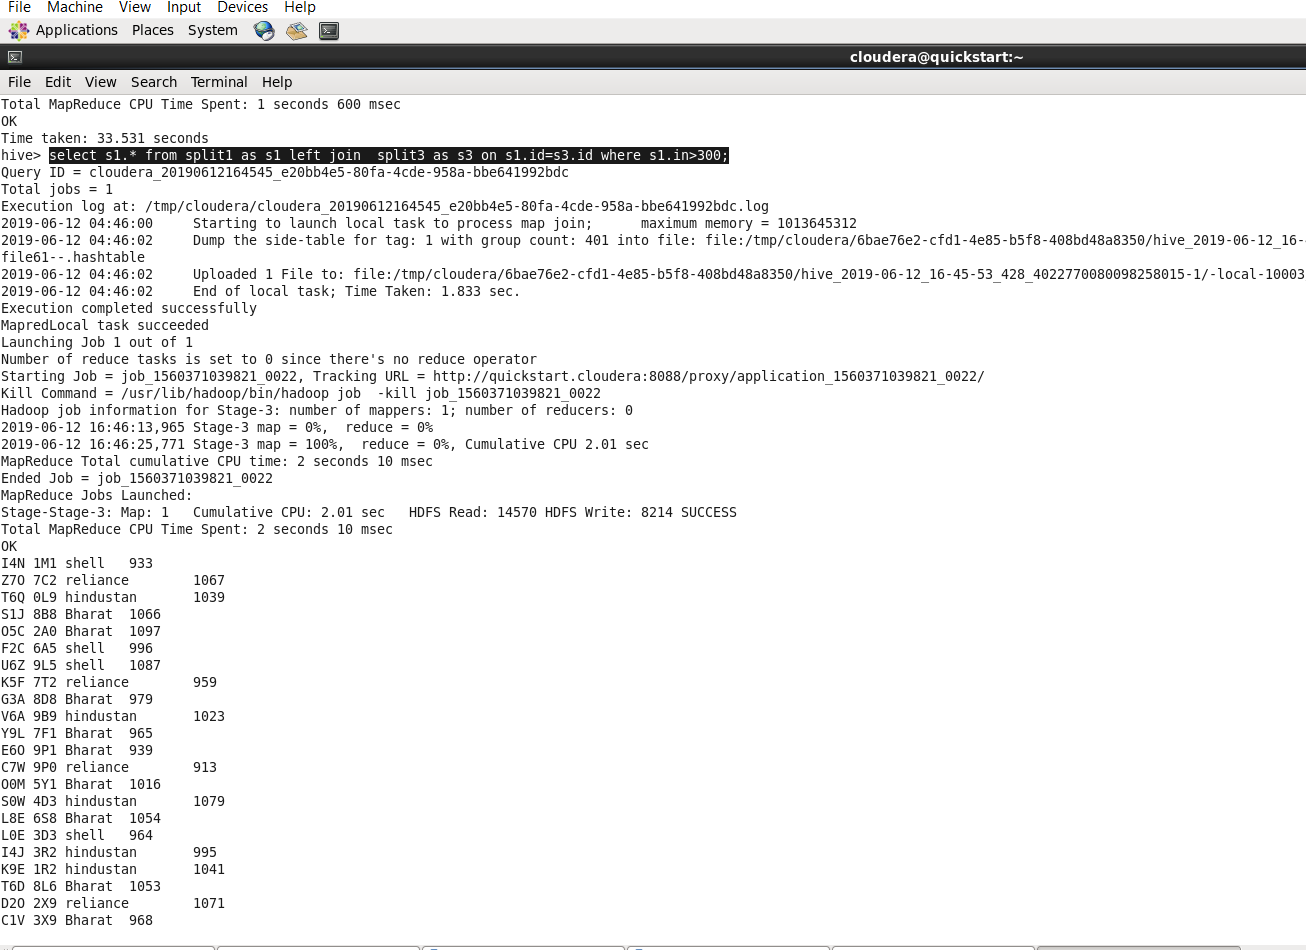 File Machine View Input Devices Help
Applications Places System
cloudera@quickstart:~
File Edit View Search Terminal Help
Total MapReduce CPU Time Spent: 1 seconds 600 msec
OK
Time taken: 33.531 seconds
hive> select s1.* from split1 as s1 left join  split3 as s3 on s1.id=s3.id where s1.in>300;
Query ID = cloudera_20190612164545_e20bb4e5-80fa-4cde-958a-bbe641992bdc
Total jobs = 1
Execution log at: /tmp/cloudera/cloudera_20190612164545_e20bb4e5-80fa-4cde-958a-bbe641992bdc.log
2019-06-12 04:46:00     Starting to launch local task to process map join;      maximum memory = 1013645312
2019-06-12 04:46:02     Dump the side-table for tag: 1 with group count: 401 into file: file:/tmp/cloudera/6bae76e2-cfd1-4e85-b5f8-408bd48a8350/hive_2019-06-12_16-
file61--.hashtable
2019-06-12 04:46:02     Uploaded 1 File to: file:/tmp/cloudera/6bae76e2-cfd1-4e85-b5f8-408bd48a8350/hive_2019-06-12_16-45-53_428_4022770080098258015-1/-local-10003
2019-06-12 04:46:02     End of local task; Time Taken: 1.833 sec.
Execution completed successfully
MapredLocal task succeeded
Launching Job 1 out of 1
Number of reduce tasks is set to 0 since there's no reduce operator
Starting Job = job_1560371039821_0022, Tracking URL = http://quickstart.cloudera:8088/proxy/application_1560371039821_0022/
Kill Command = /usr/lib/hadoop/bin/hadoop job  -kill job_1560371039821_0022
Hadoop job information for Stage-3: number of mappers: 1; number of reducers: 0
2019-06-12 16:46:13,965 Stage-3 map = 0%,  reduce = 0%
2019-06-12 16:46:25,771 Stage-3 map = 100%,  reduce = 0%, Cumulative CPU 2.01 sec
MapReduce Total cumulative CPU time: 2 seconds 10 msec
Ended Job = job_1560371039821_0022
MapReduce Jobs Launched:
Stage-Stage-3: Map: 1   Cumulative CPU: 2.01 sec   HDFS Read: 14570 HDFS Write: 8214 SUCCESS
Total MapReduce CPU Time Spent: 2 seconds 10 msec
OK
I4N 1M1 shell   933
Z7O 7C2 reliance        1067
T6Q 0L9 hindustan       1039
S1J 8B8 Bharat  1066
O5C 2A0 Bharat  1097
F2C 6A5 shell   996
U6Z 9L5 shell   1087
K5F 7T2 reliance        959
G3A 8D8 Bharat  979
V6A 9B9 hindustan       1023
Y9L 7F1 Bharat  965
E6O 9P1 Bharat  939
C7W 9P0 reliance        913
O0M 5Y1 Bharat  1016
S0W 4D3 hindustan       1079
L8E 6S8 Bharat  1054
L0E 3D3 shell   964
I4J 3R2 hindustan       995
K9E 1R2 hindustan       1041
T6D 8L6 Bharat  1053
D2O 2X9 reliance        1071
C1V 3X9 Bharat  968